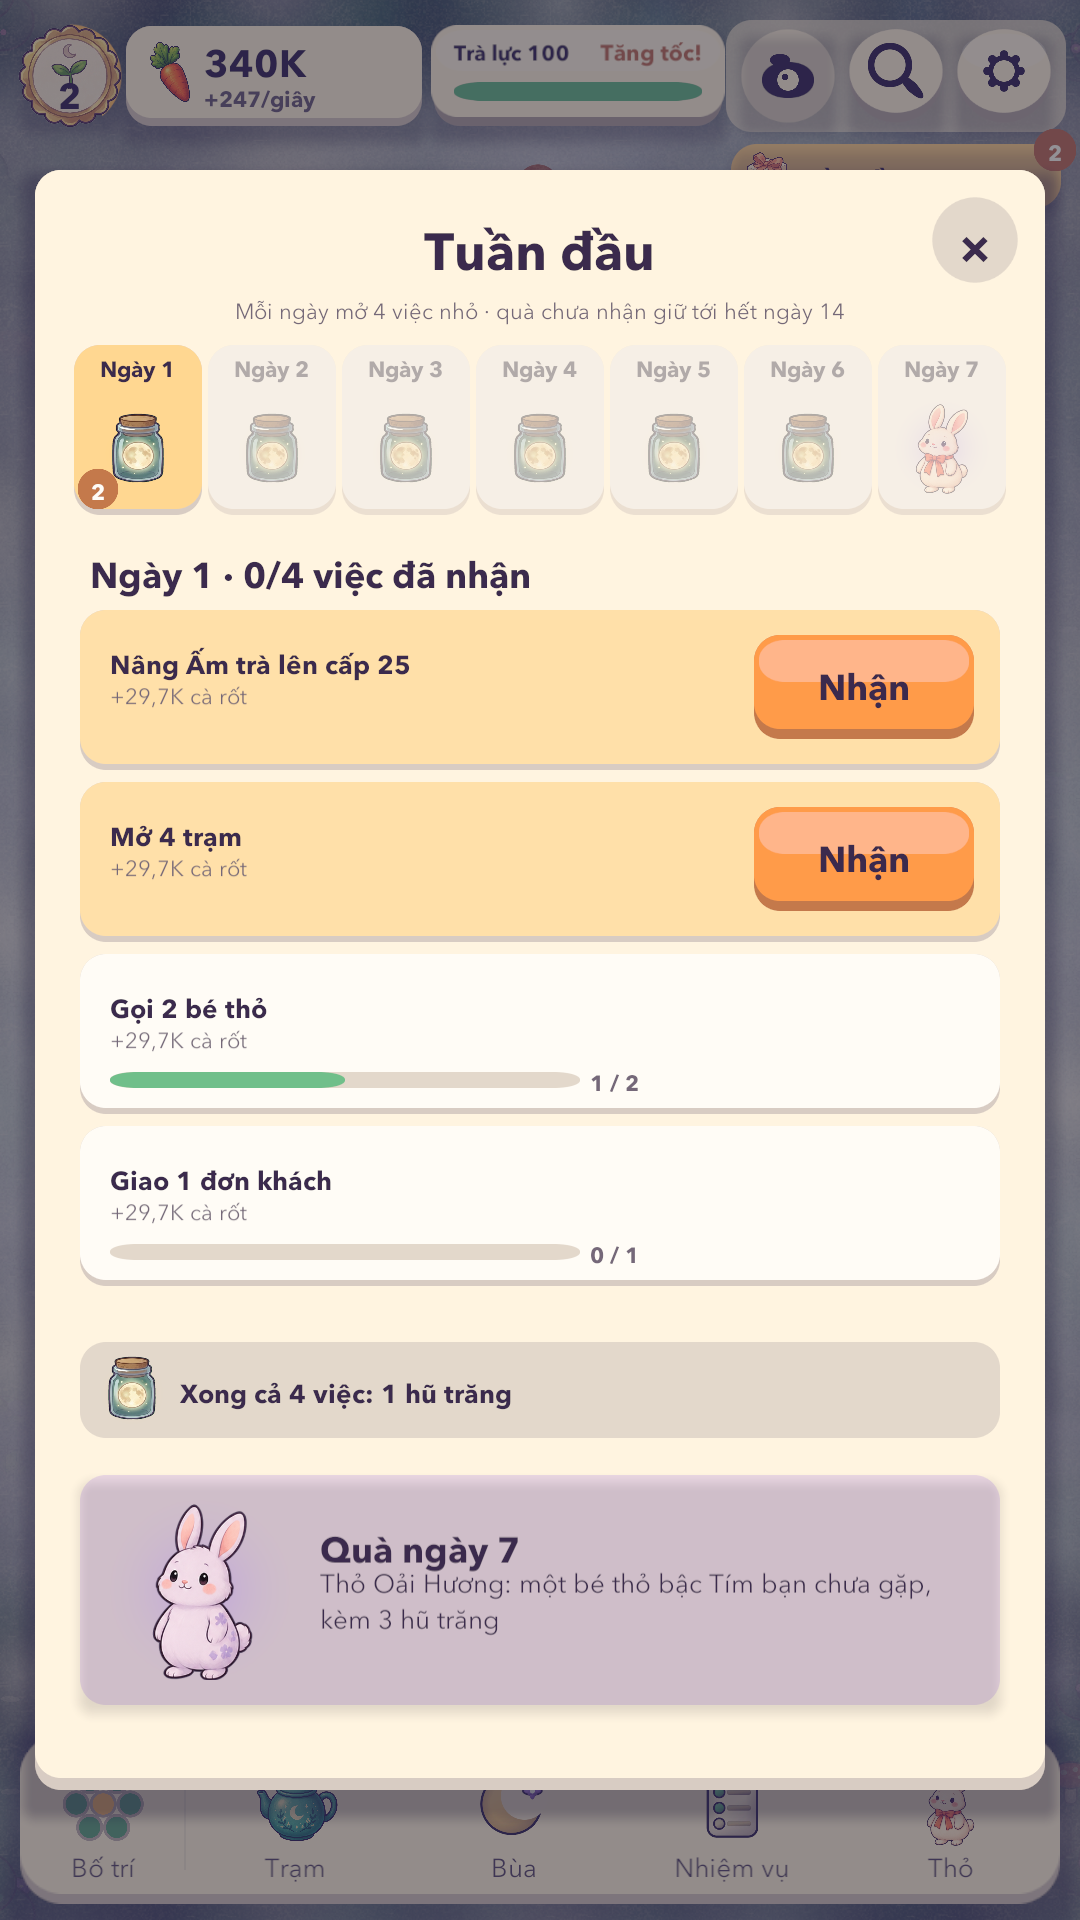 2
340K
+247/giây
Trà lực 100
Tăng tốc!
2
Tuần đầu
×
Mỗi ngày mở 4 việc nhỏ · quà chưa nhận giữ tới hết ngày 14
Ngày 1
Ngày 2
Ngày 3
Ngày 4
Ngày 5
Ngày 6
Ngày 7
2
Ngày 1 · 0/4 việc đã nhận
Nâng Ấm trà lên cấp 25
+29,7K cà rốt
Nhận
Mở 4 trạm
+29,7K cà rốt
Nhận
Gọi 2 bé thỏ
+29,7K cà rốt
1 / 2
Giao 1 đơn khách
+29,7K cà rốt
0 / 1
Xong cả 4 việc: 1 hũ trăng
Quà ngày 7
Thỏ Oải Hương: một bé thỏ bậc Tím bạn chưa gặp,
kèm 3 hũ trăng
Bố trí
Trạm
Bùa
Nhiệm vụ
Thỏ